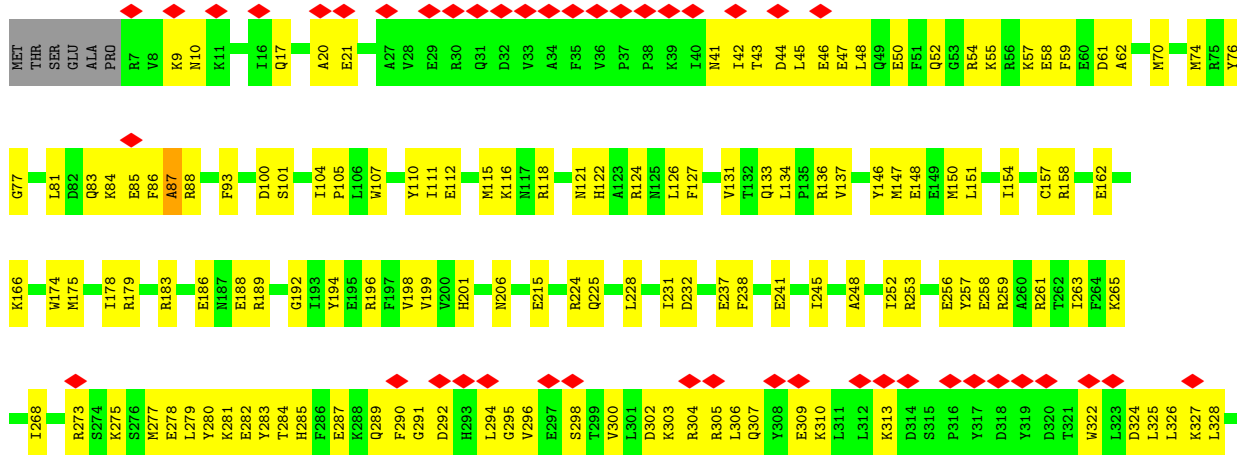 MET THR SER GLU ALA PRO R7 V8 K9 N10 K11 I16 Q17 A20 E21 A27 V28 E29 R30 Q31 D32 V33 A34 F35 V36 P37 P38 K39 I40 N41 I42 T43 D44 L45 E46 E47 L48 Q49 E50 F51 Q52 G53 R54 K55 R56 K57 E58 F59 E60 D61 A62 M70 M74 R75 Y76
G77 L81 D82 Q83 K84 E85 F86 A87 R88 F93 D100 S101 I104 P105 L106 W107 Y110 I111 E112 M115 K116 N117 R118 N121 H122 A123 R124 N125 L126 F127 V131 T132 Q133 L134 P135 R136 V137 Y146 M147 E148 E149 M150 L151 I154 C157 R158 E162
K166 W174 M175 I178 R179 R183 E186 N187 E188 R189 G192 I193 Y194 E195 R196 F197 V198 V199 V200 H201 N206 E215 R224 Q225 L228 I231 D232 E237 F238 E241 I245 A248 I252 R253 E256 Y257 E258 R259 A260 R261 T262 I263 F264 K265
I268 R273 S274 K275 S276 M277 E278 L279 Y280 K281 E282 Y283 T284 H285 F286 E287 K288 Q289 F290 G291 D292 H293 L294 G295 V296 E297 S298 T299 V300 L301 D302 K303 R304 R305 L306 Q307 Y308 E309 K310 L311 L312 K313 D314 S315 P316 Y317 D318 Y319 D320 T321 W322 L323 D324 L325 L326 K327 L328